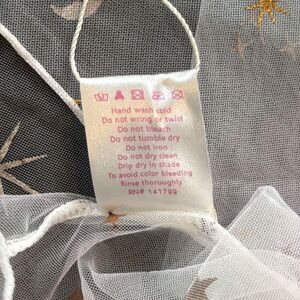 Hand wash cold
Do not wring or twist
Do not bleach
Do not tumble dry
Do not iron
Do not dry clean
Drip dry in shade
To avoid color bleeding
Rinse thoroughly
RN# 141799